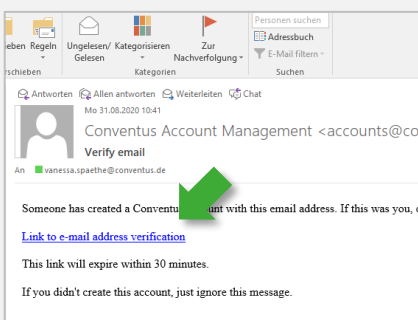 Personen suchen
eben Regeln Ungelesen/ Kategorisieren Zur Adressbuch
Gelesen Nachverfolgung E-Mail filtern
rschieben Kategorien Suchen
Antworten Allen antworten Weiterleiten Chat
Mo 31.08.2020 10:41
Conventus Account Management <accounts@co
Verify email
An vanessa.spaethe@conventus.de
Someone has created a Conventus unt with this email address. If this was you,
Link to e-mail address verification
This link will expire within 30 minutes.
If you didn't create this account, just ignore this message.